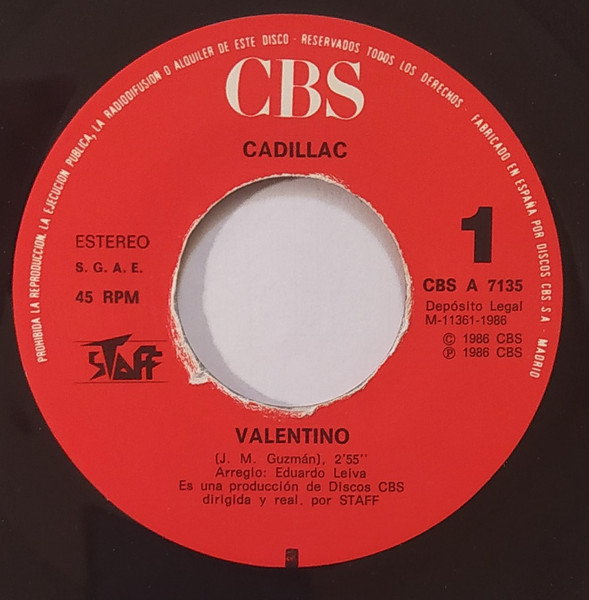 PROHIBIDA LA REPRODUCCION, LA EJECUCION PUBLICA, LA RADIODIFUSION O ALQUILER DE ESTE DISCO · RESERVADOS TODOS LOS DERECHOS · FABRICADO EN ESPAÑA POR DISCOS CBS S.A. · MADRID
CBS
CADILLAC
1
ESTEREO
S. G. A. E.
45 RPM
CBS A 7135
Depósito Legal
M-11361-1986
© 1986 CBS
℗ 1986 CBS
STAFF
VALENTINO
(J. M. Guzmán), 2'55''
Arreglo: Eduardo Leiva
Es una producción de Discos CBS
dirigida y real. por STAFF